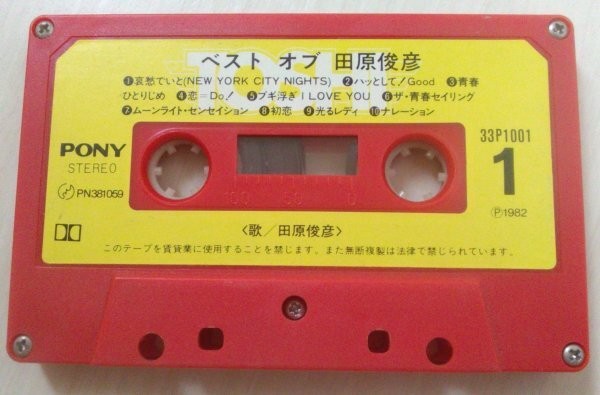 ベスト オブ 田原俊彦
❶哀愁でいと(NEW YORK CITY NIGHTS) ❷ハッとして!Good ❸青春
ひとりじめ ❹恋=Do! ❺ブギ浮ぎ I LOVE YOU ❻ザ・青春セイリング
❼ムーンライト・センセイション ❽初恋 ❾光るレディ ❿ナレーション
PONY
STEREO
PN381059
33P1001
1
Ⓟ1982
〈歌/田原俊彦〉
このテープを賃貸業に使用することを禁じます。また無断複製は法律で禁じられています。